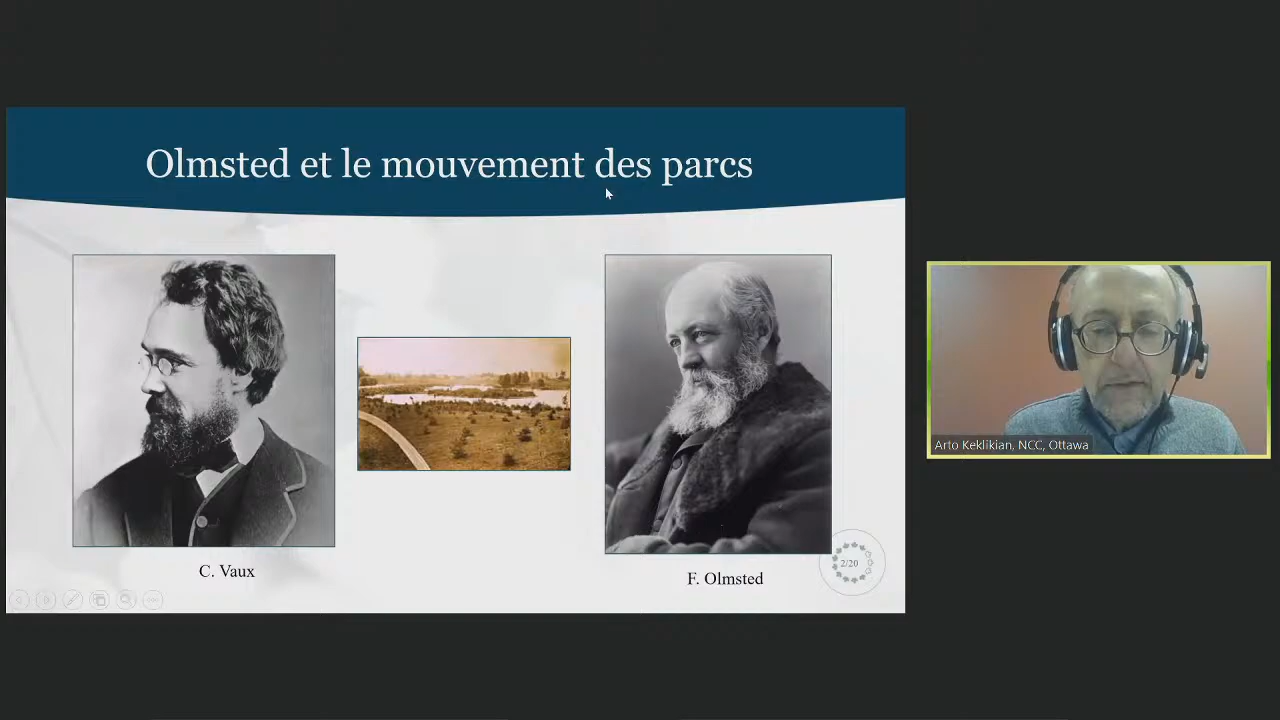 Olmsted et le mouvement des parcs
C. Vaux
F. Olmsted
2/20
Arto Keklikian, NCC, Ottawa